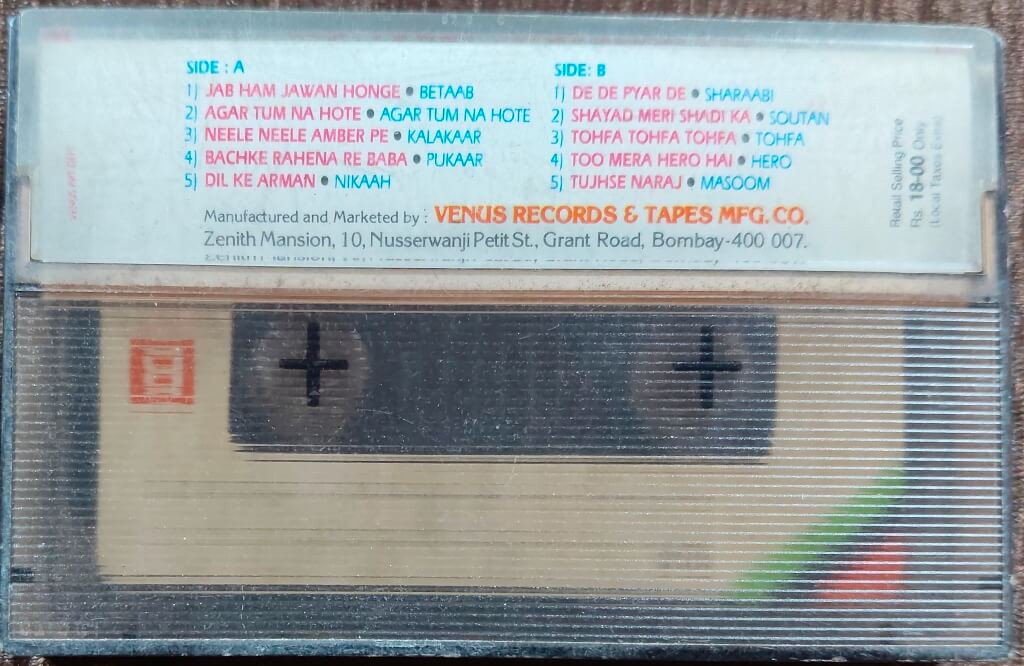 SIDE : A
1) JAB HAM JAWAN HONGE • BETAAB
2) AGAR TUM NA HOTE • AGAR TUM NA HOTE
3) NEELE NEELE AMBER PE • KALAKAAR
4) BACHKE RAHENA RE BABA • PUKAAR
5) DIL KE ARMAN • NIKAAH
SIDE: B
1) DE DE PYAR DE • SHARAABI
2) SHAYAD MERI SHADI KA • SOUTAN
3) TOHFA TOHFA TOHFA • TOHFA
4) TOO MERA HERO HAI • HERO
5) TUJHSE NARAJ • MASOOM
Manufactured and Marketed by : VENUS RECORDS & TAPES MFG. CO.
Zenith Mansion, 10, Nusserwanji Petit St., Grant Road, Bombay-400 007.
Retail Selling Price
Rs. 18-00 Only
(Local Taxes Extra)